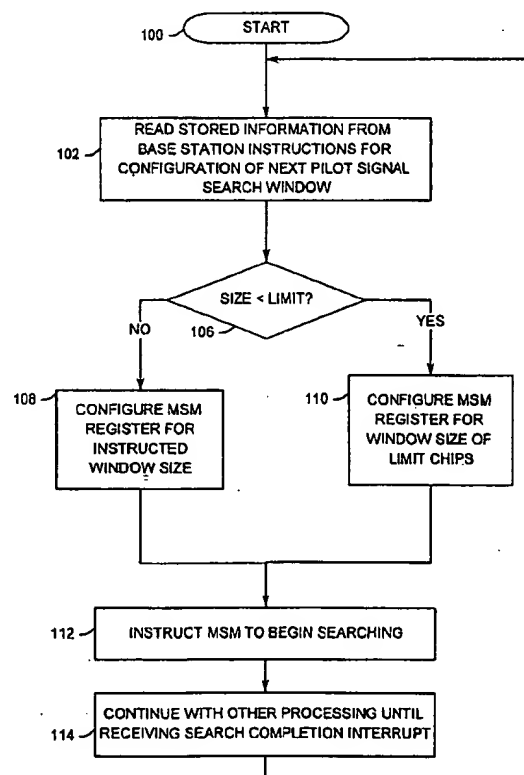 100
START
READ STORED INFORMATION FROM
102
BASE STATION INSTRUCTIONS FOR
CONFIGURATION OF NEXT PILOT SIGNAL
SEARCH WINDOW
SIZE < LIMIT?
NO
106
YES
108
CONFIGURE MSM
REGISTER FOR
INSTRUCTED
WINDOW SIZE
110
CONFIGURE MSM
REGISTER FOR
WINDOW SIZE OF
LIMIT CHIPS
112
INSTRUCT MSM TO BEGIN SEARCHING
114
CONTINUE WITH OTHER PROCESSING UNTIL
RECEIVING SEARCH COMPLETION INTERRUPT